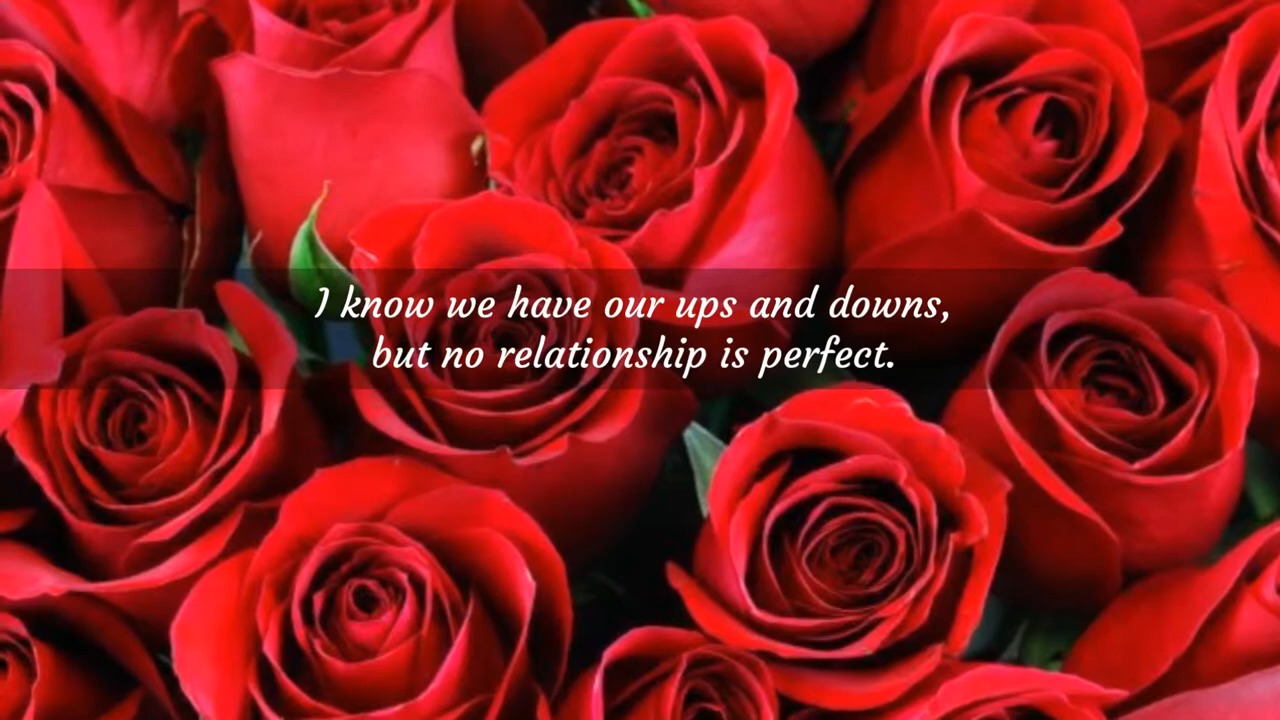 I know we have our ups and downs,
but no relationship is perfect.